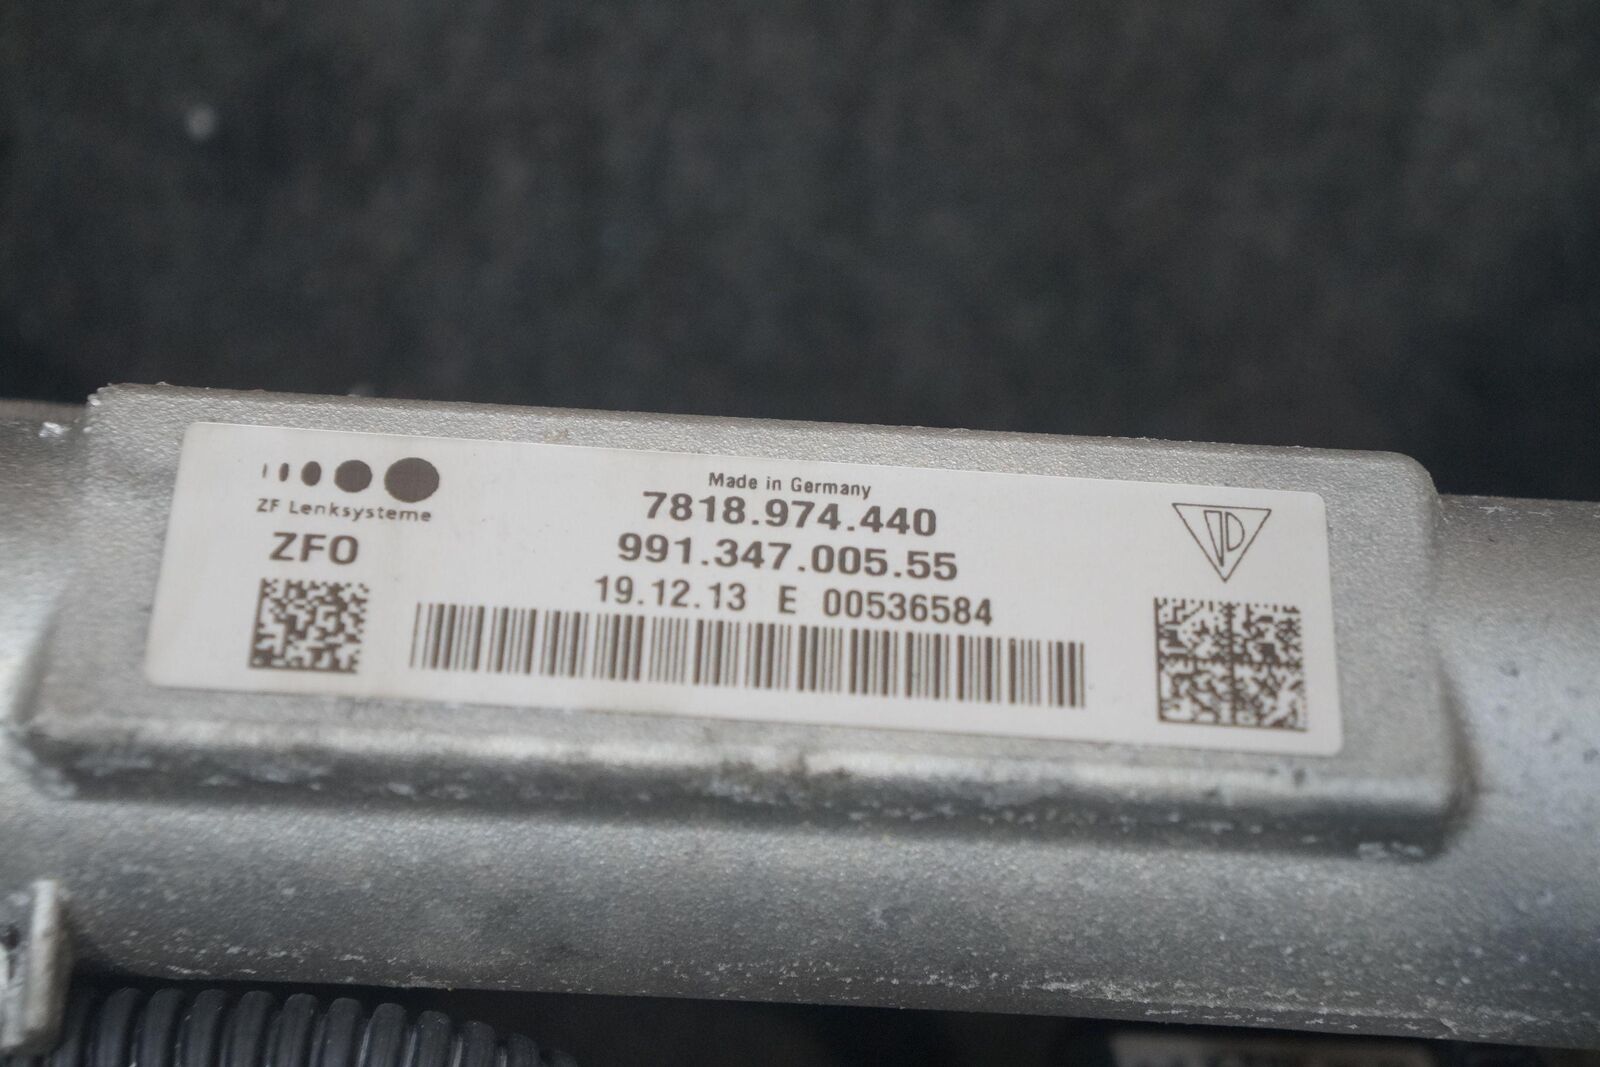 ZF Lenksysteme
ZFO
Made in Germany
7818.974.440
991.347.005.55
19.12.13 E 00536584